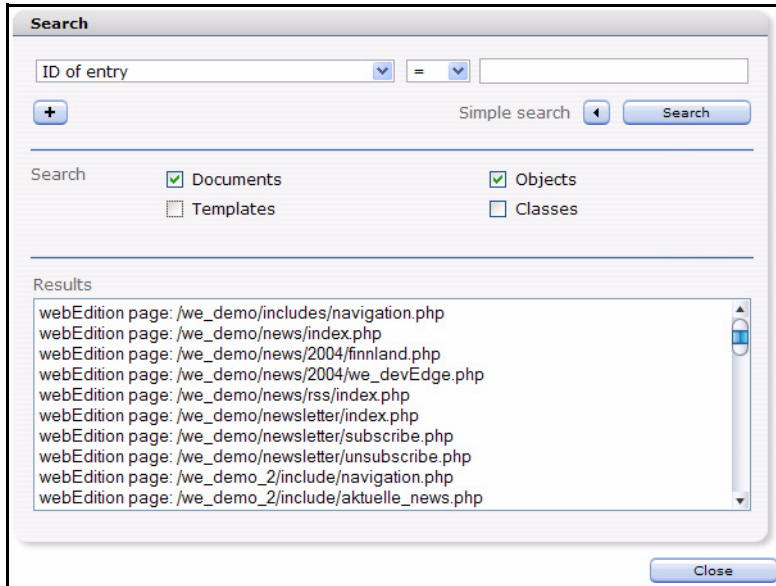 Search
ID of entry = 
+ Simple search Search
Search Documents Objects
Templates Classes
Results
webEdition page: /we_demo/includes/navigation.php
webEdition page: /we_demo/news/index.php
webEdition page: /we_demo/news/2004/finnland.php
webEdition page: /we_demo/news/2004/we_devEdge.php
webEdition page: /we_demo/news/rss/index.php
webEdition page: /we_demo/newsletter/index.php
webEdition page: /we_demo/newsletter/subscribe.php
webEdition page: /we_demo/newsletter/unsubscribe.php
webEdition page: /we_demo_2/include/navigation.php
webEdition page: /we_demo_2/include/aktuelle_news.php
Close